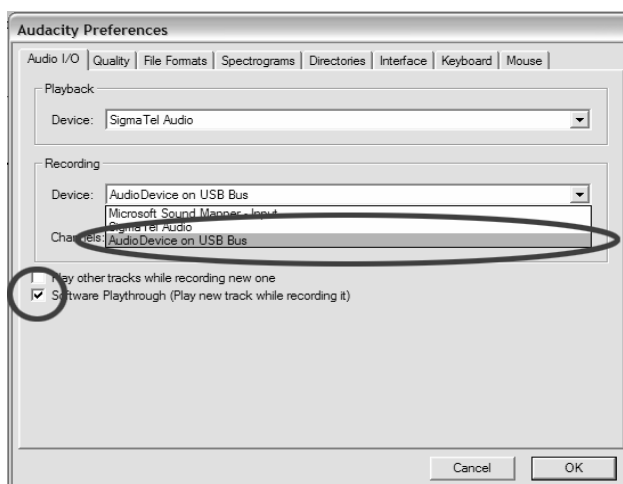 Audacity Preferences
Audio I/O Quality File Formats Spectrograms Directories Interface Keyboard Mouse
Playback
Device: SigmaTel Audio
Recording
Device: AudioDevice on USB Bus
Microsoft Sound Mapper - Input
SigmaTel Audio
Channels: AudioDevice on USB Bus
Play other tracks while recording new one
Software Playthrough (Play new track while recording it)
Cancel OK